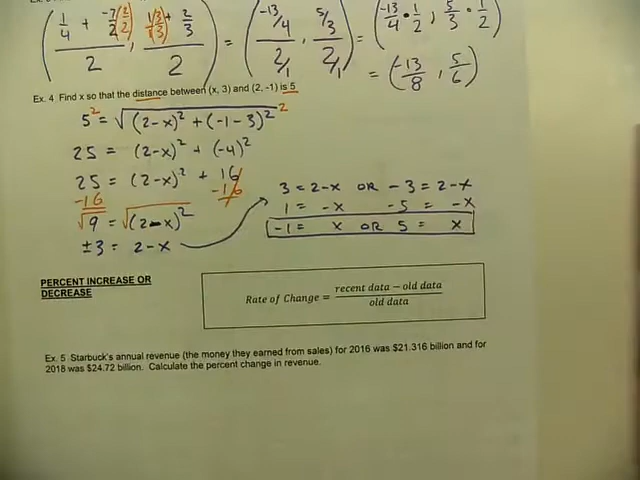 (1/4 + -7/2(2/2) / 2 , 1(3/3) + 2/3 / 2) = (-13/4 / 2/1 , 5/3 / 2/1) = (-13/4 · 1/2 , 5/3 · 1/2)
= (-13/8 , 5/6)
Ex. 4 Find x so that the distance between (x, 3) and (2, -1) is 5
5² = √(2-x)² + (-1-3)² ²
25 = (2-x)² + (-4)²
25 = (2-x)² + 16
-16 -16
√9 = √(2-x)²
±3 = 2-x
3 = 2-x OR -3 = 2-x
1 = -x -5 = -x
-1 = x OR 5 = x
PERCENT INCREASE OR
DECREASE
Rate of Change = recent data − old data / old data
Ex. 5 Starbuck's annual revenue (the money they earned from sales) for 2016 was $21.316 billion and for
2018 was $24.72 billion. Calculate the percent change in revenue.